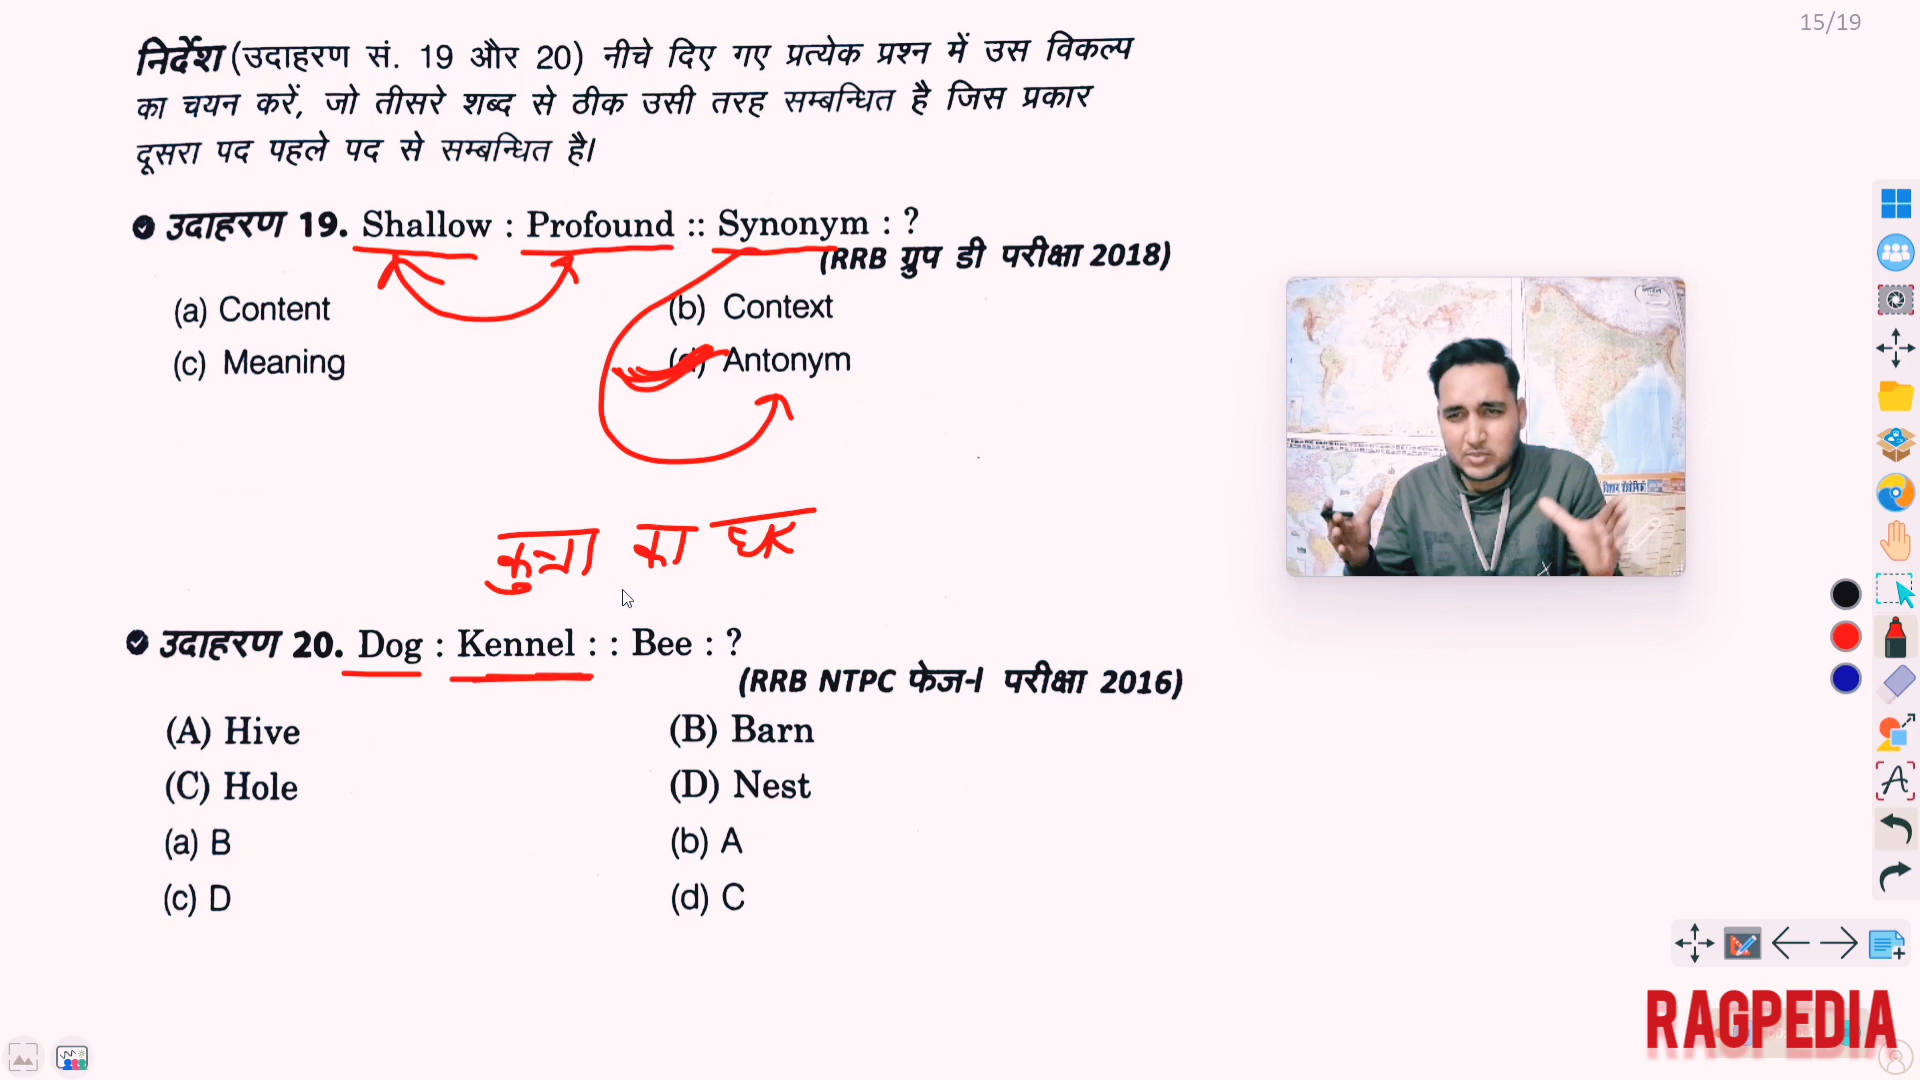 15/19
निर्देश (उदाहरण सं. 19 और 20) नीचे दिए गए प्रत्येक प्रश्न में उस विकल्प
का चयन करें, जो तीसरे शब्द से ठीक उसी तरह सम्बन्धित है जिस प्रकार
दूसरा पद पहले पद से सम्बन्धित है।
उदाहरण 19. Shallow : Profound :: Synonym : ?
(RRB ग्रुप डी परीक्षा 2018)
(a) Content (b) Context
(c) Meaning (d) Antonym
कुत्ता का घर
उदाहरण 20. Dog : Kennel : : Bee : ?
(RRB NTPC फेज-I परीक्षा 2016)
(A) Hive (B) Barn
(C) Hole (D) Nest
(a) B (b) A
(c) D (d) C
RAGPEDIA